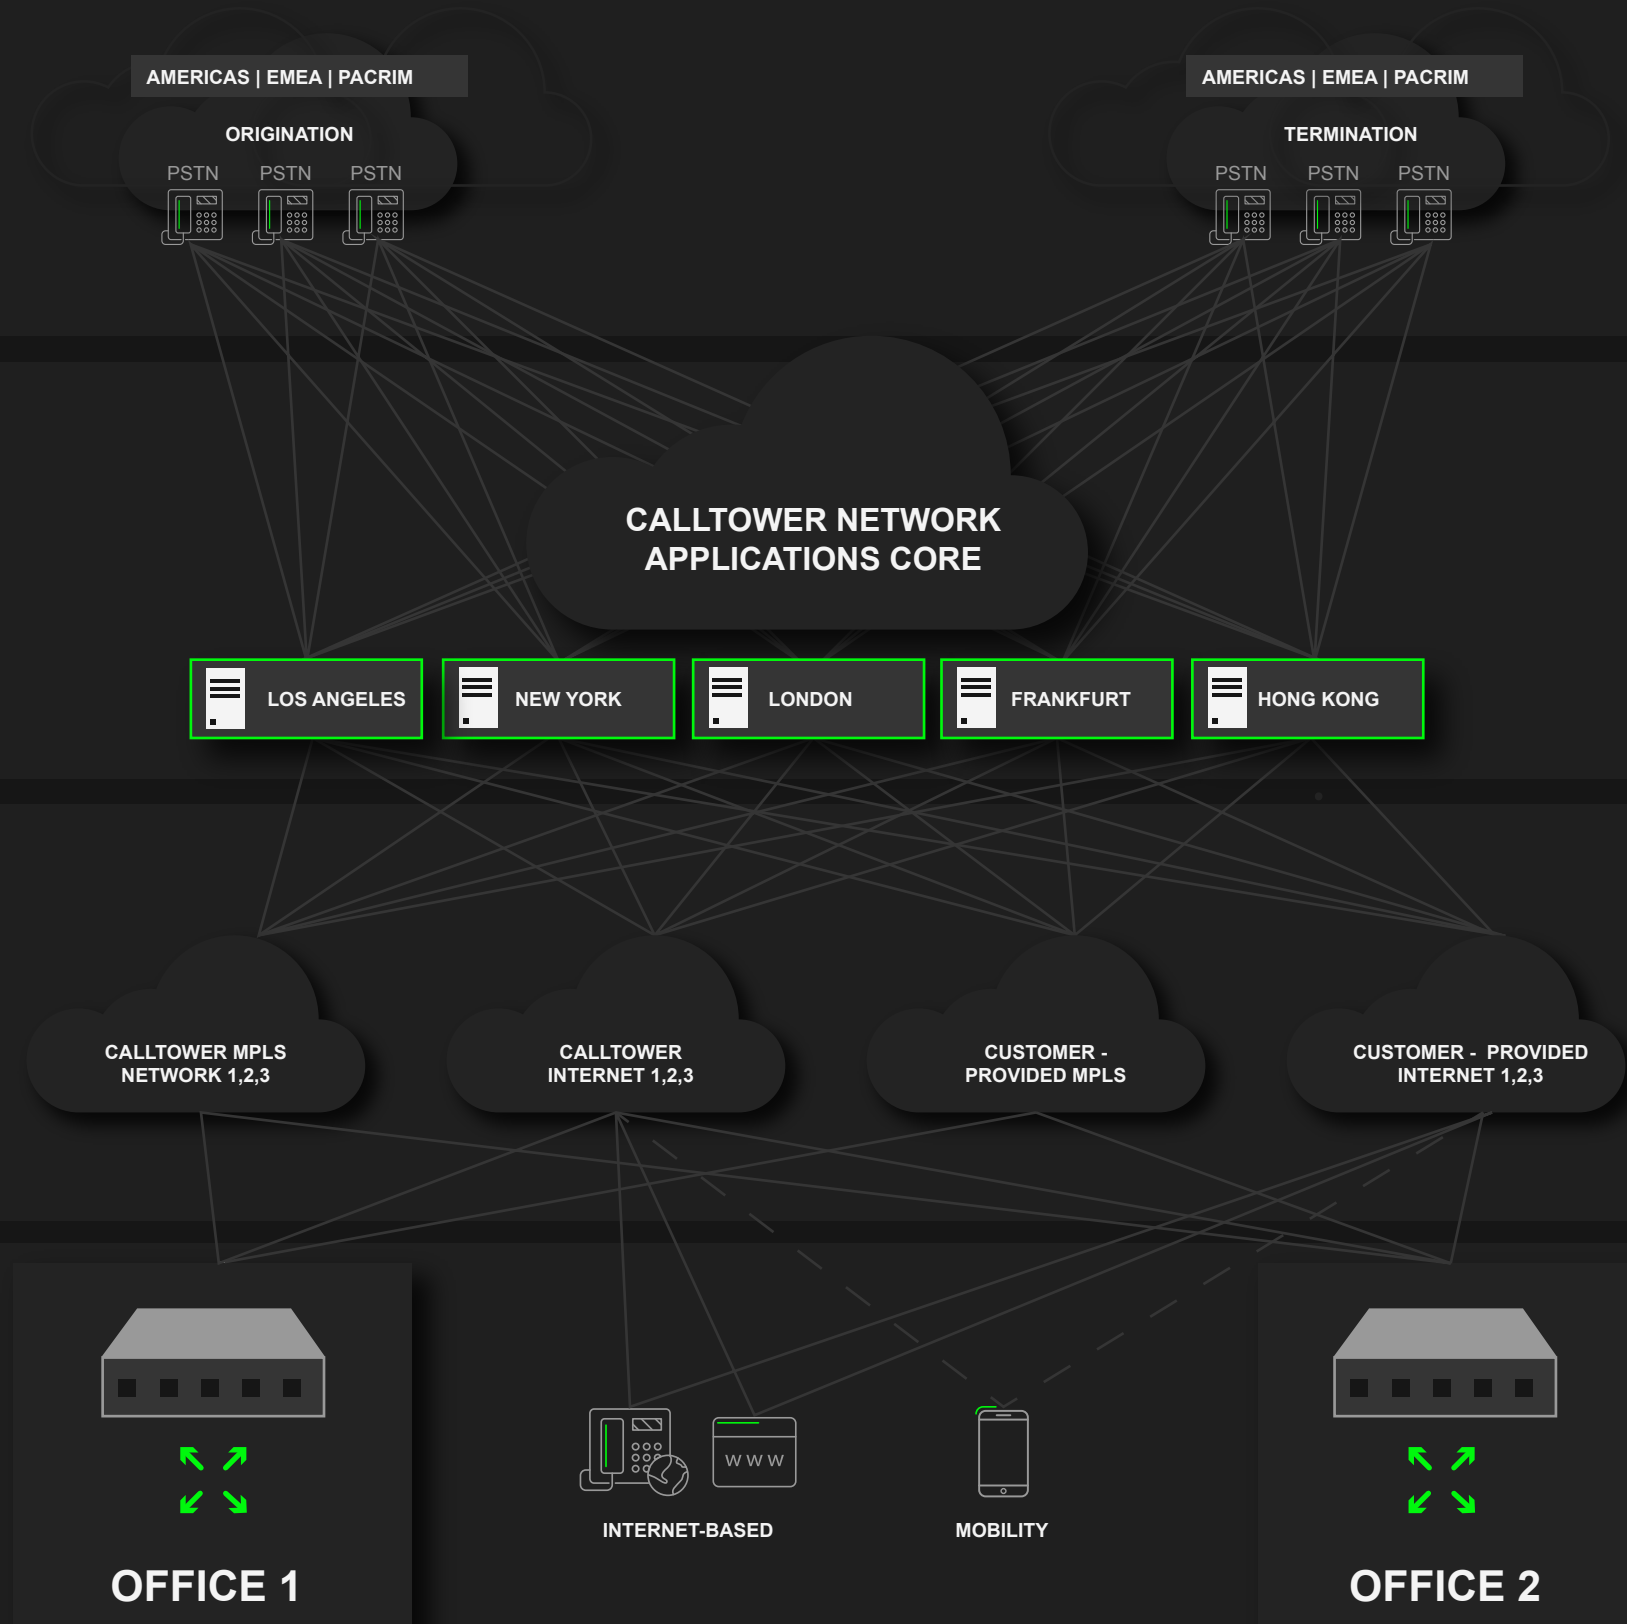 AMERICAS | EMEA | PACRIM
AMERICAS | EMEA | PACRIM
ORIGINATION
TERMINATION
PSTN PSTN PSTN
PSTN PSTN PSTN
CALLTOWER NETWORK
APPLICATIONS CORE
LOS ANGELES
NEW YORK
LONDON
FRANKFURT
HONG KONG
CALLTOWER MPLS
NETWORK 1,2,3
CALLTOWER
INTERNET 1,2,3
CUSTOMER -
PROVIDED MPLS
CUSTOMER - PROVIDED
INTERNET 1,2,3
WWW
INTERNET-BASED
MOBILITY
OFFICE 1
OFFICE 2